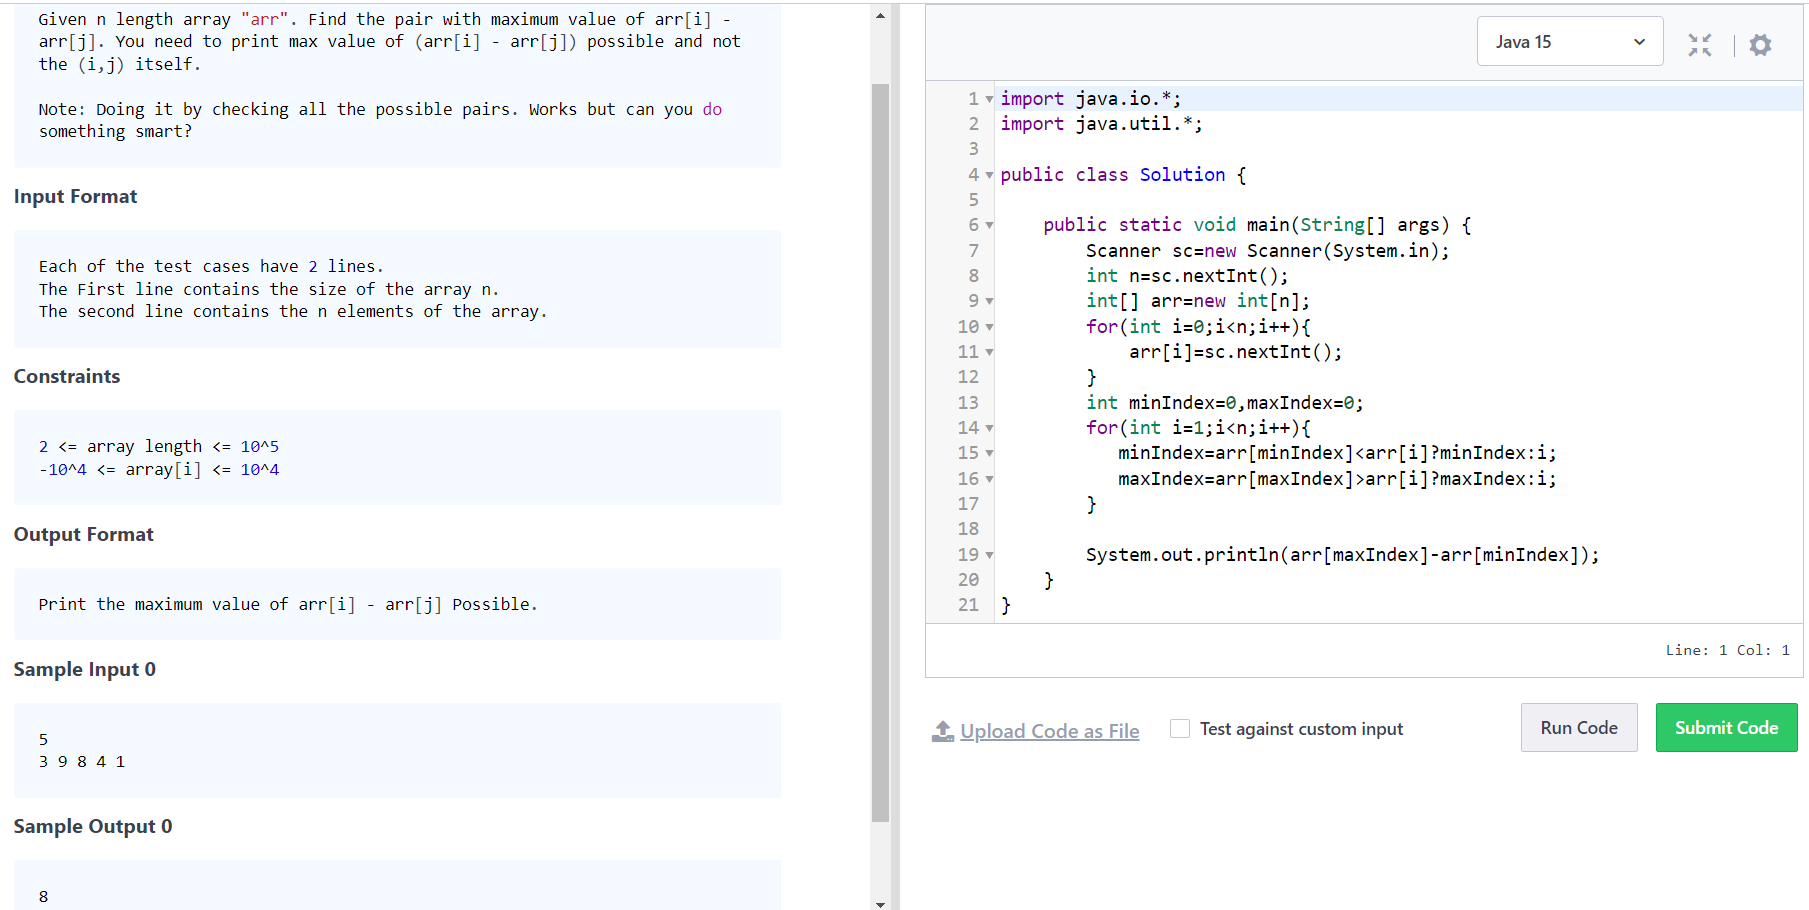 Given n length array "arr". Find the pair with maximum value of arr[i] -
arr[j]. You need to print max value of (arr[i] - arr[j]) possible and not
the (i,j) itself.
Note: Doing it by checking all the possible pairs. Works but can you do
something smart?
Input Format
Each of the test cases have 2 lines.
The First line contains the size of the array n.
The second line contains the n elements of the array.
Constraints
2 <= array length <= 10^5
-10^4 <= array[i] <= 10^4
Output Format
Print the maximum value of arr[i] - arr[j] Possible.
Sample Input 0
5
3 9 8 4 1
Sample Output 0
8
Java 15
1 import java.io.*;
2 import java.util.*;
3
4 public class Solution {
5
6 public static void main(String[] args) {
7 Scanner sc=new Scanner(System.in);
8 int n=sc.nextInt();
9 int[] arr=new int[n];
10 for(int i=0;i<n;i++){
11 arr[i]=sc.nextInt();
12 }
13 int minIndex=0,maxIndex=0;
14 for(int i=1;i<n;i++){
15 minIndex=arr[minIndex]<arr[i]?minIndex:i;
16 maxIndex=arr[maxIndex]>arr[i]?maxIndex:i;
17 }
18
19 System.out.println(arr[maxIndex]-arr[minIndex]);
20 }
21 }
Line: 1 Col: 1
Upload Code as File
Test against custom input
Run Code
Submit Code